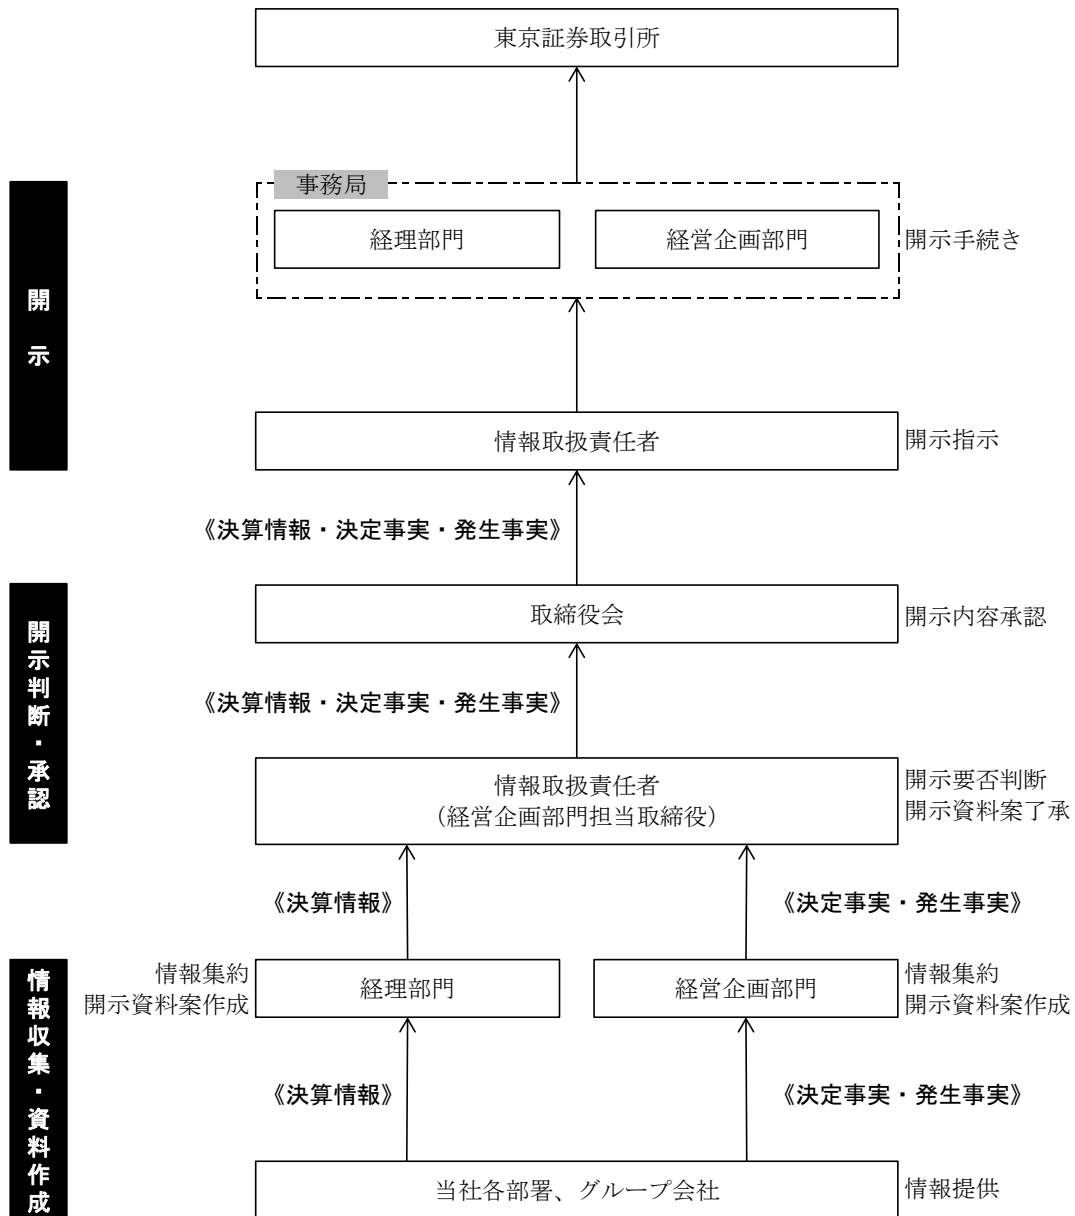 東京証券取引所
事務局
経理部門
経営企画部門
開示手続き
開示
情報取扱責任者
開示指示
《決算情報・決定事実・発生事実》
取締役会
開示内容承認
開示判断・承認
《決算情報・決定事実・発生事実》
情報取扱責任者
（経営企画部門担当取締役）
開示要否判断
開示資料案了承
《決算情報》
《決定事実・発生事実》
情報収集・資料作成
情報集約
開示資料案作成
経理部門
経営企画部門
情報集約
開示資料案作成
《決算情報》
《決定事実・発生事実》
当社各部署、グループ会社
情報提供